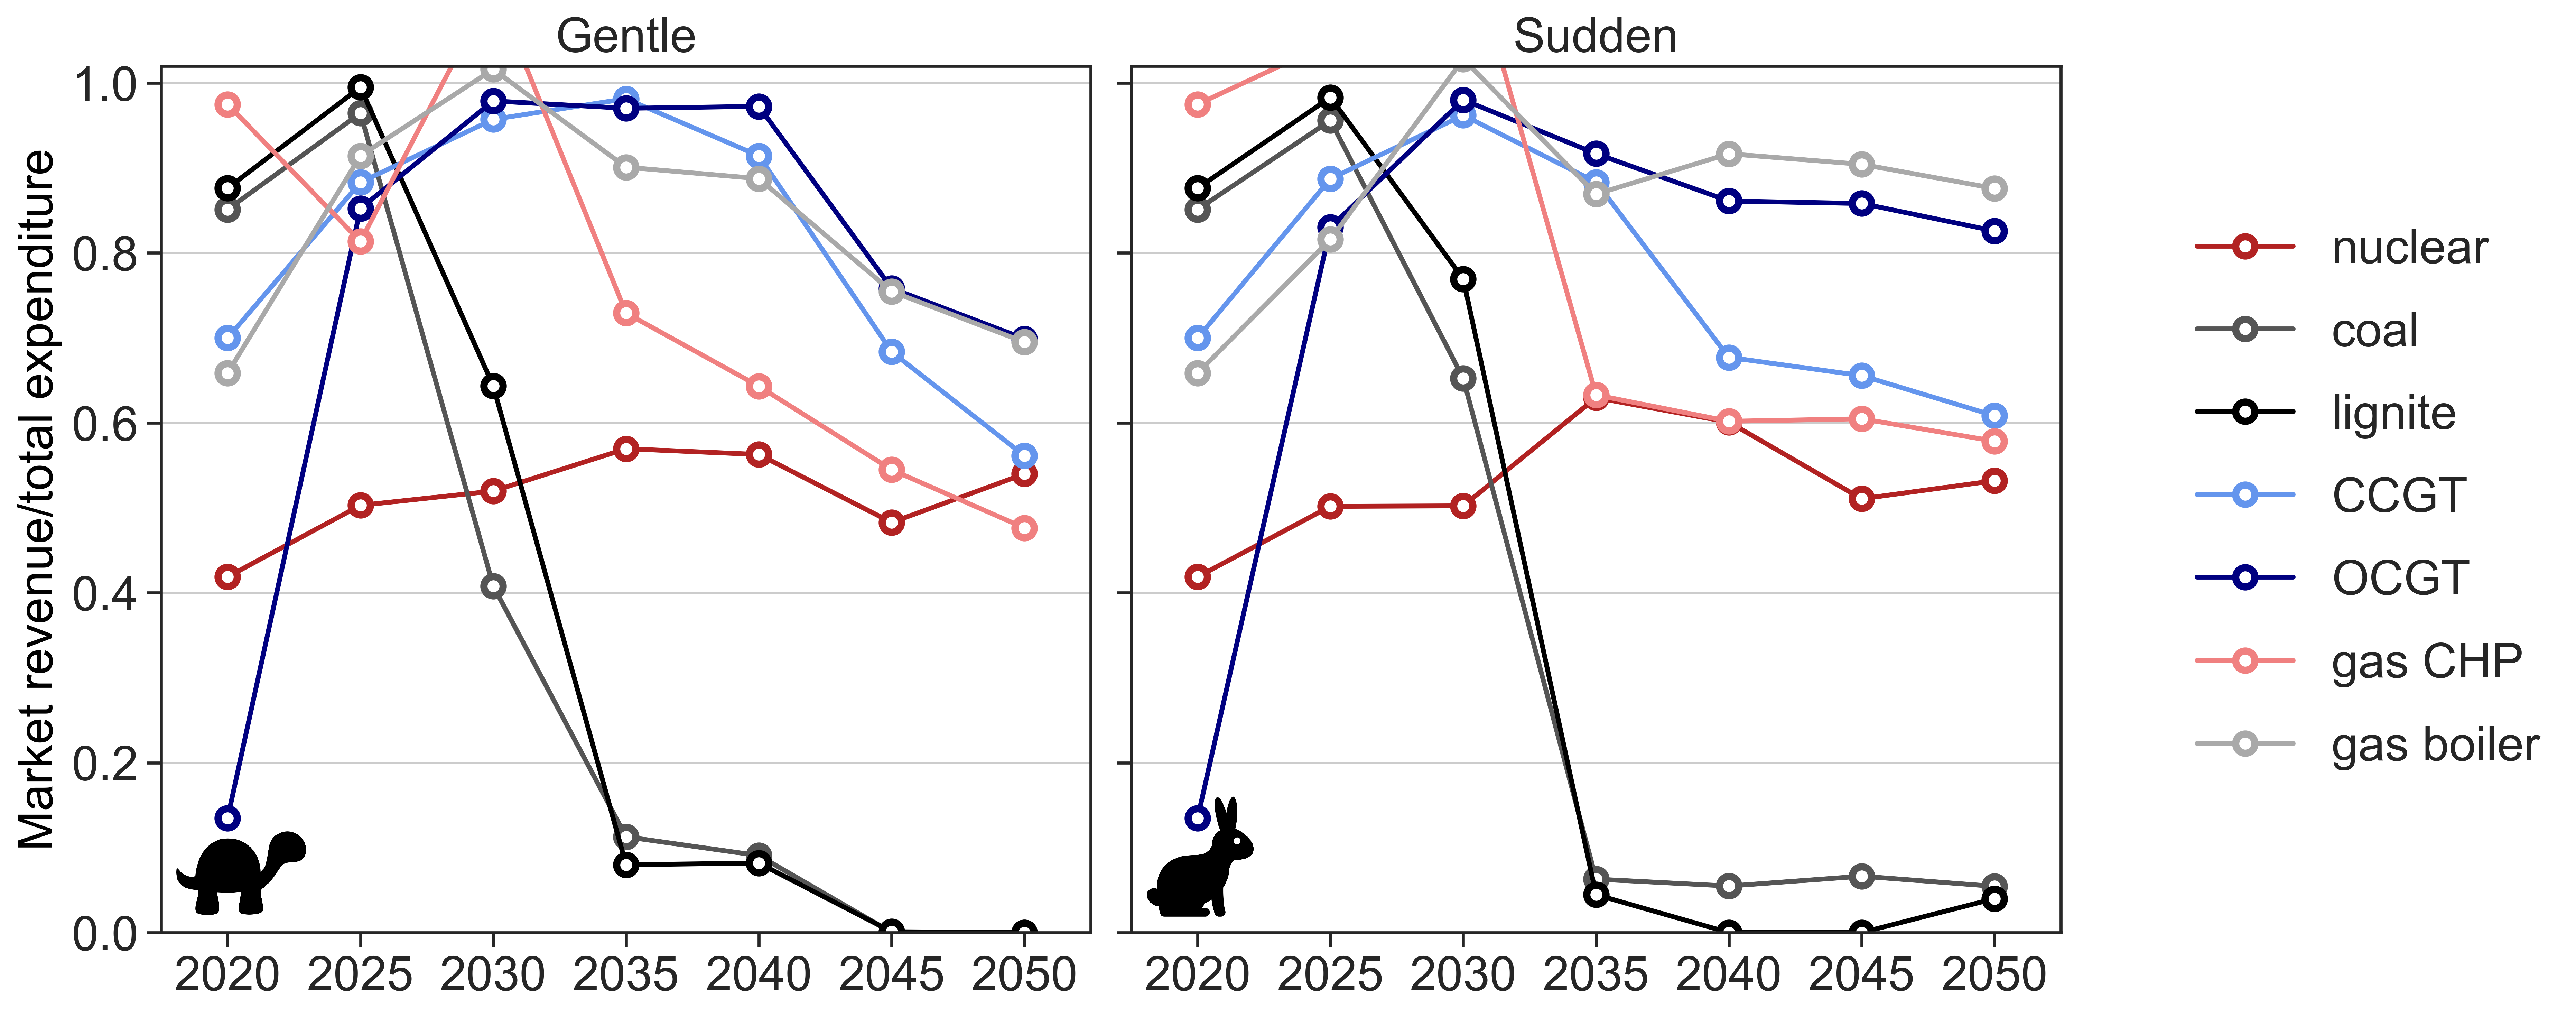 Gentle
Sudden
Market revenue/total expenditure
1.0
0.8
0.6
0.4
0.2
0.0
2020 2025 2030 2035 2040 2045 2050
2020 2025 2030 2035 2040 2045 2050
nuclear
coal
lignite
CCGT
OCGT
gas CHP
gas boiler